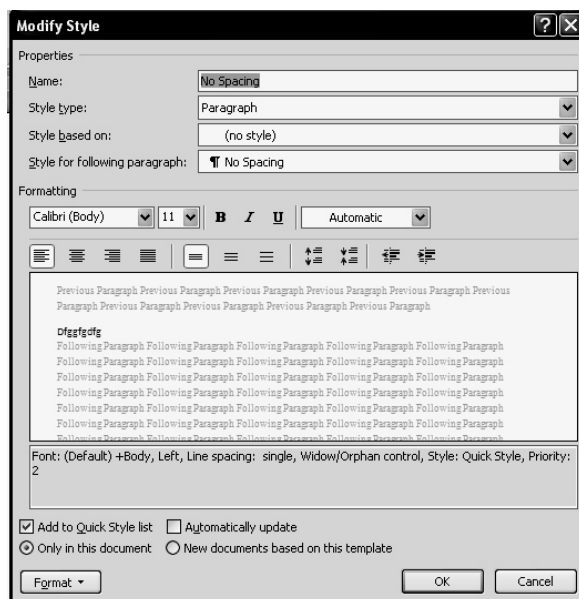 Modify Style
Properties
Name: No Spacing
Style type: Paragraph
Style based on: (no style)
Style for following paragraph: ¶ No Spacing
Formatting
Calibri (Body) 11 B I U Automatic
Previous Paragraph Previous Paragraph Previous Paragraph Previous Paragraph Previous Paragraph Previous
Paragraph Previous Paragraph Previous Paragraph Previous Paragraph Previous Paragraph
Dfggfgdfg
Following Paragraph Following Paragraph Following Paragraph Following Paragraph Following Paragraph
Following Paragraph Following Paragraph Following Paragraph Following Paragraph Following Paragraph
Following Paragraph Following Paragraph Following Paragraph Following Paragraph Following Paragraph
Following Paragraph Following Paragraph Following Paragraph Following Paragraph Following Paragraph
Following Paragraph Following Paragraph Following Paragraph Following Paragraph Following Paragraph
Following Paragraph Following Paragraph Following Paragraph Following Paragraph Following Paragraph
Following Paragraph Following Paragraph Following Paragraph Following Paragraph Following Paragraph
Font: (Default) +Body, Left, Line spacing: single, Widow/Orphan control, Style: Quick Style, Priority:
2
Add to Quick Style list Automatically update
Only in this document New documents based on this template
Format OK Cancel